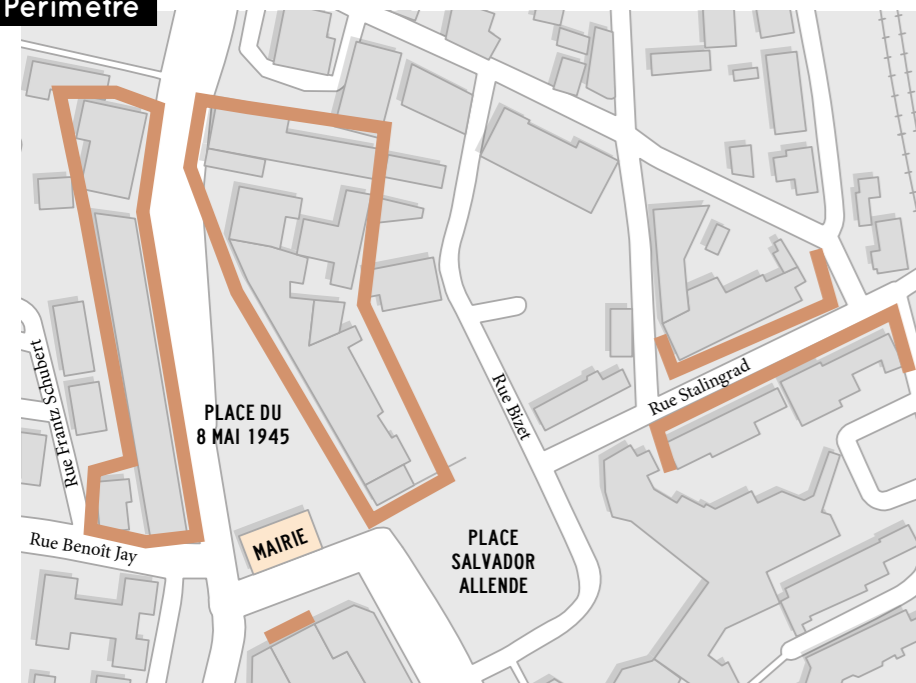 Périmètre
Rue Frantz Schubert
PLACE DU
8 MAI 1945
Rue Bizet
Rue Stalingrad
Rue Benoît Jay
MAIRIE
PLACE
SALVADOR
ALLENDE